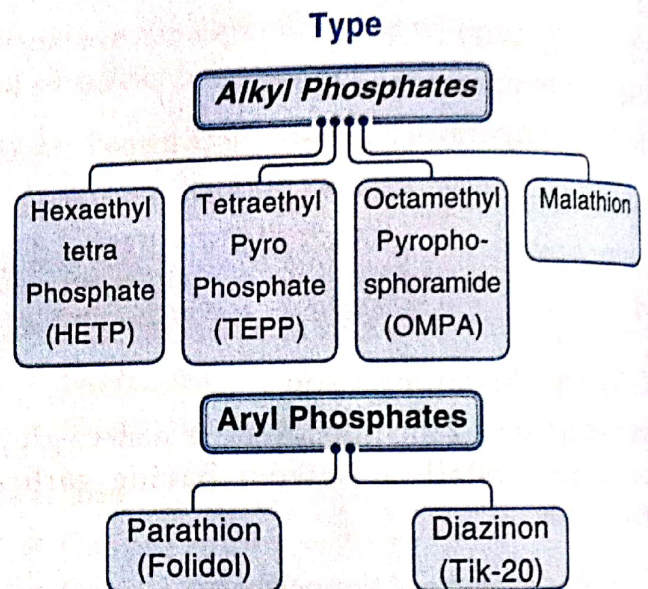 Type
Alkyl Phosphates
Hexaethyl
tetra
Phosphate
(HETP)
Tetraethyl
Pyro
Phosphate
(TEPP)
Octamethyl
Pyropho-
sphoramide
(OMPA)
Malathion
Aryl Phosphates
Parathion
(Folidol)
Diazinon
(Tik-20)